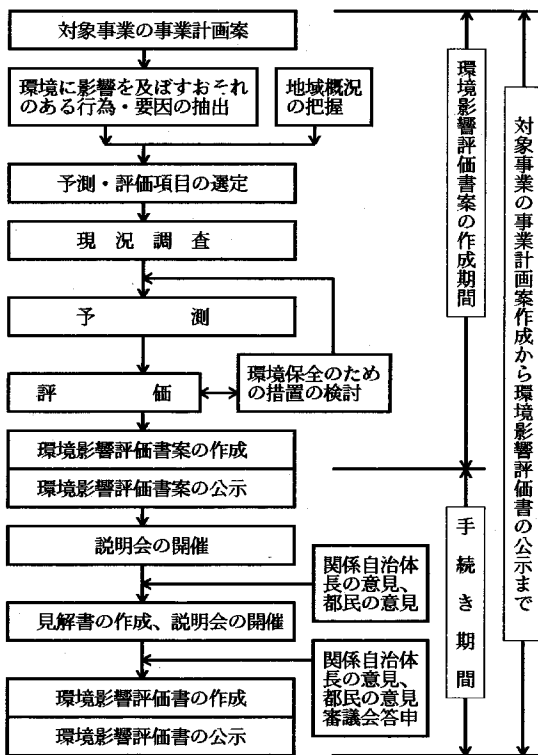 対象事業の事業計画案
環境に影響を及ぼすおそれ
のある行為・要因の抽出
地域概況
の把握
予測・評価項目の選定
現況調査
予測
評価
環境保全のため
の措置の検討
環境影響評価書案の作成
環境影響評価書案の公示
説明会の開催
関係自治体
長の意見、
都民の意見
見解書の作成、説明会の開催
関係自治体
長の意見、
都民の意見
審議会答申
環境影響評価書の作成
環境影響評価書の公示
環境影響評価書案の作成期間
手続き期間
対象事業の事業計画案作成から環境影響評価書の公示まで